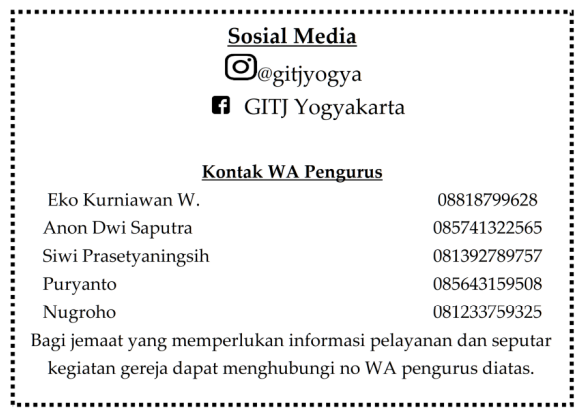 Sosial Media
@gitjyogya
GITJ Yogyakarta
Kontak WA Pengurus
Eko Kurniawan W. 08818799628
Anon Dwi Saputra 085741322565
Siwi Prasetyaningsih 081392789757
Puryanto 085643159508
Nugroho 081233759325
Bagi jemaat yang memperlukan informasi pelayanan dan seputar
kegiatan gereja dapat menghubungi no WA pengurus diatas.